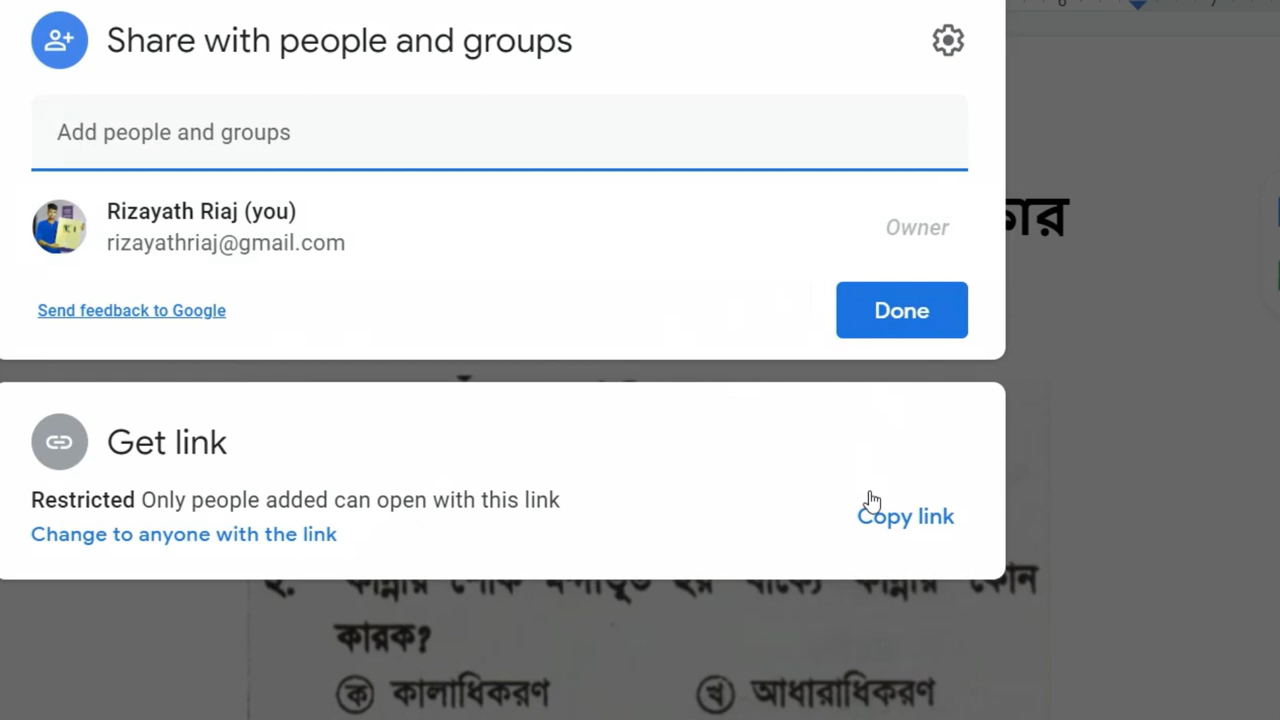 Share with people and groups
Add people and groups
Rizayath Riaj (you)
rizayathriaj@gmail.com
Owner
Send feedback to Google
Done
Get link
Restricted Only people added can open with this link
Change to anyone with the link
Copy link
২. কান্নায় শোক হয় বাক্যে কান্নায় কোন
কারক?
ক কালাধিকরণ খ আধারাধিকরণ